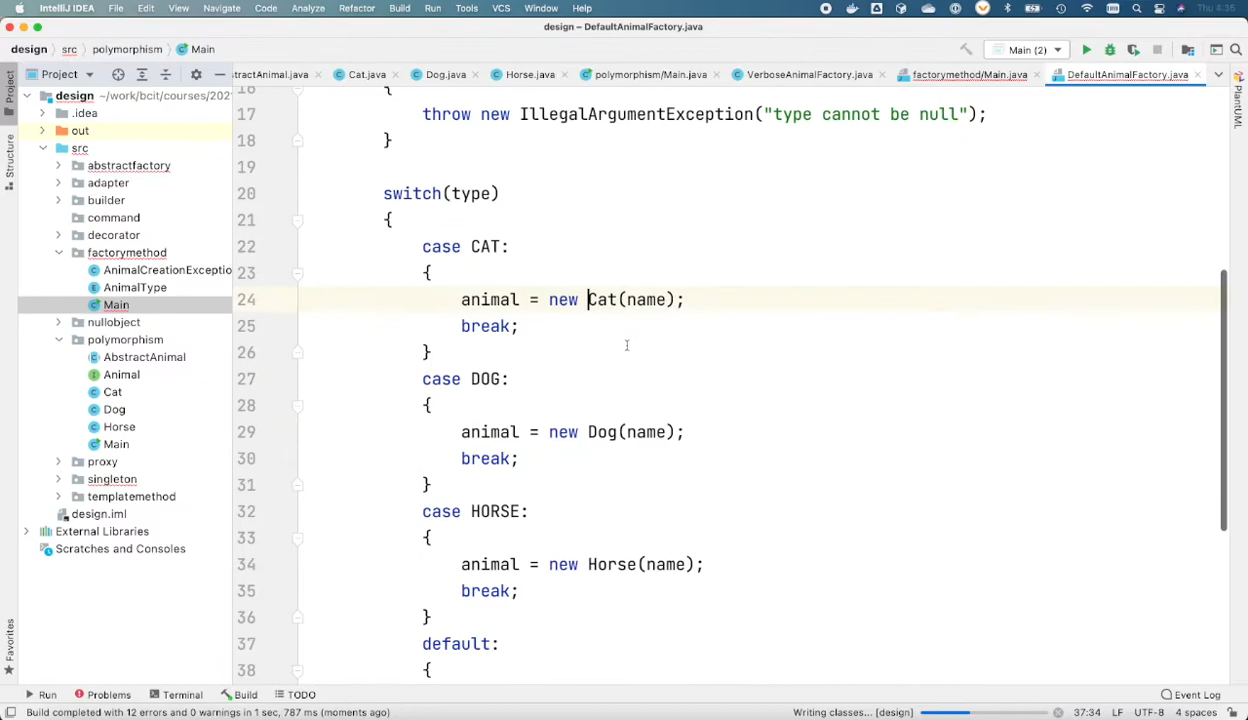 IntelliJ IDEA File Edit View Navigate Code Analyze Refactor Build Run Tools VCS Window Help Thu 4:35
design – DefaultAnimalFactory.java
design src polymorphism Main Main (2)
Project
Project
tractAnimal.java Cat.java Dog.java Horse.java polymorphism/Main.java VerboseAnimalFactory.java factorymethod/Main.java DefaultAnimalFactory.java
PlantUML
design ~/work/bcit/courses/202
.idea
out
src
abstractfactory
adapter
builder
command
decorator
factorymethod
AnimalCreationExceptio
AnimalType
Main
nullobject
polymorphism
AbstractAnimal
Animal
Cat
Dog
Horse
Main
proxy
singleton
templatemethod
design.iml
External Libraries
Scratches and Consoles
Structure
Favorites
16 {
17 throw new IllegalArgumentException("type cannot be null");
18 }
19
20 switch(type)
21 {
22 case CAT:
23 {
24 animal = new Cat(name);
25 break;
26 }
27 case DOG:
28 {
29 animal = new Dog(name);
30 break;
31 }
32 case HORSE:
33 {
34 animal = new Horse(name);
35 break;
36 }
37 default:
38 {
Run Problems Terminal Build TODO Event Log
Build completed with 12 errors and 0 warnings in 1 sec, 787 ms (moments ago) Writing classes... [design] 37:34 LF UTF-8 4 spaces